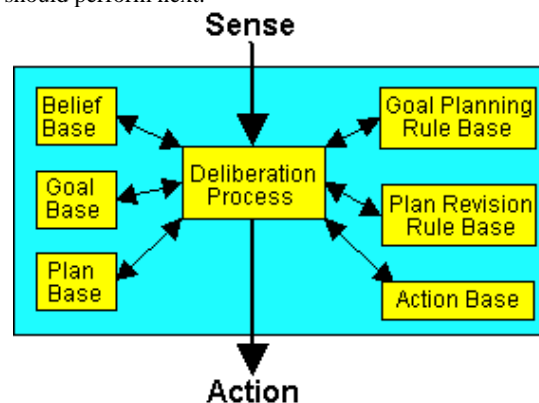 should perform next.
Sense
Belief
Base
Goal
Base
Plan
Base
Deliberation
Process
Goal Planning
Rule Base
Plan Revision
Rule Base
Action Base
Action